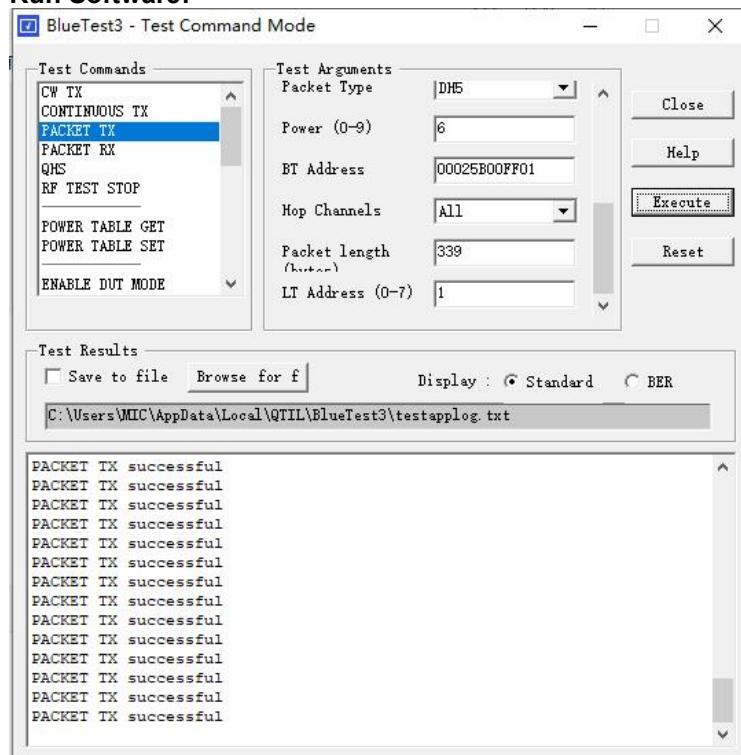 Run Software:
BlueTest3 - Test Command Mode
Test Commands
CW TX
CONTINUOUS TX
PACKET TX
PACKET RX
QHS
RF TEST STOP
POWER TABLE GET
POWER TABLE SET
ENABLE DUT MODE
Test Arguments
Packet Type DH5
Power (0-9) 6
BT Address 00025B00FF01
Hop Channels All
Packet length (bytes) 339
LT Address (0-7) 1
Close
Help
Execute
Reset
Test Results
Save to file Browse for f Display : Standard BER
C:\Users\MIC\AppData\Local\QTIL\BlueTest3\testapplog.txt
PACKET TX successful
PACKET TX successful
PACKET TX successful
PACKET TX successful
PACKET TX successful
PACKET TX successful
PACKET TX successful
PACKET TX successful
PACKET TX successful
PACKET TX successful
PACKET TX successful
PACKET TX successful
PACKET TX successful
PACKET TX successful